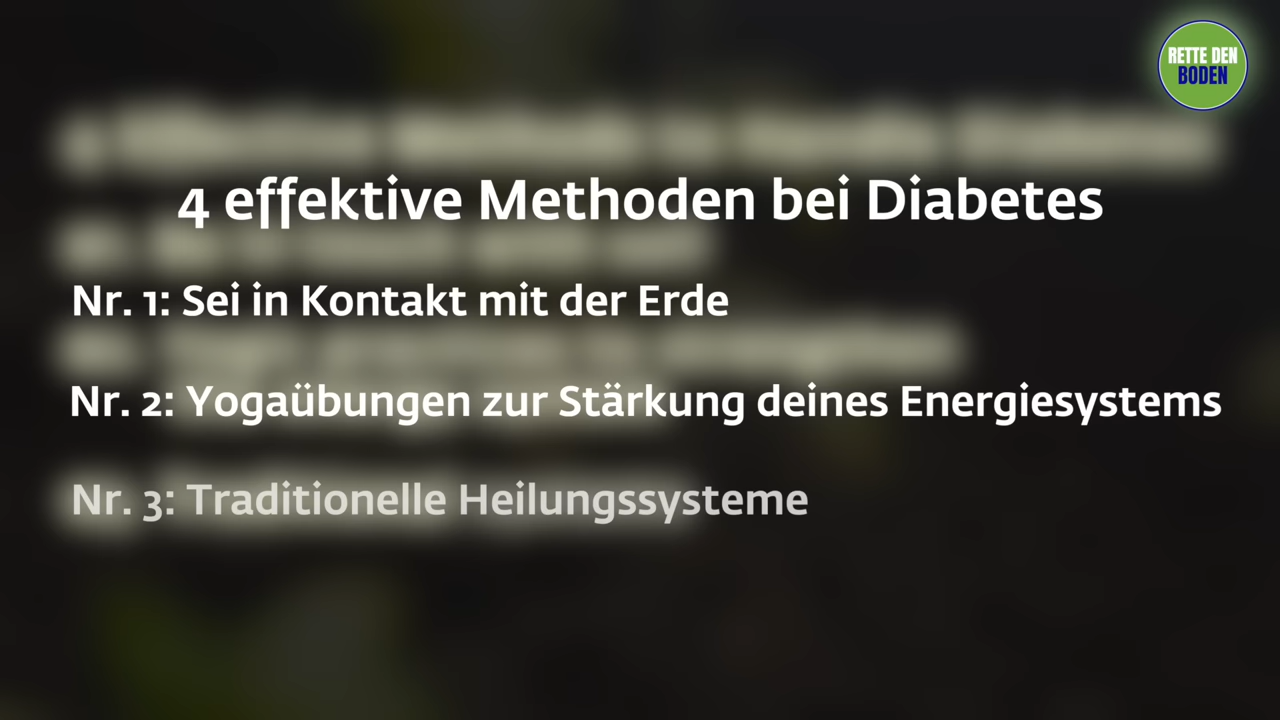 RETTE DEN
BODEN
4 effektive Methoden bei Diabetes
Nr. 1: Sei in Kontakt mit der Erde
Nr. 2: Yogaübungen zur Stärkung deines Energiesystems
Nr. 3: Traditionelle Heilungssysteme